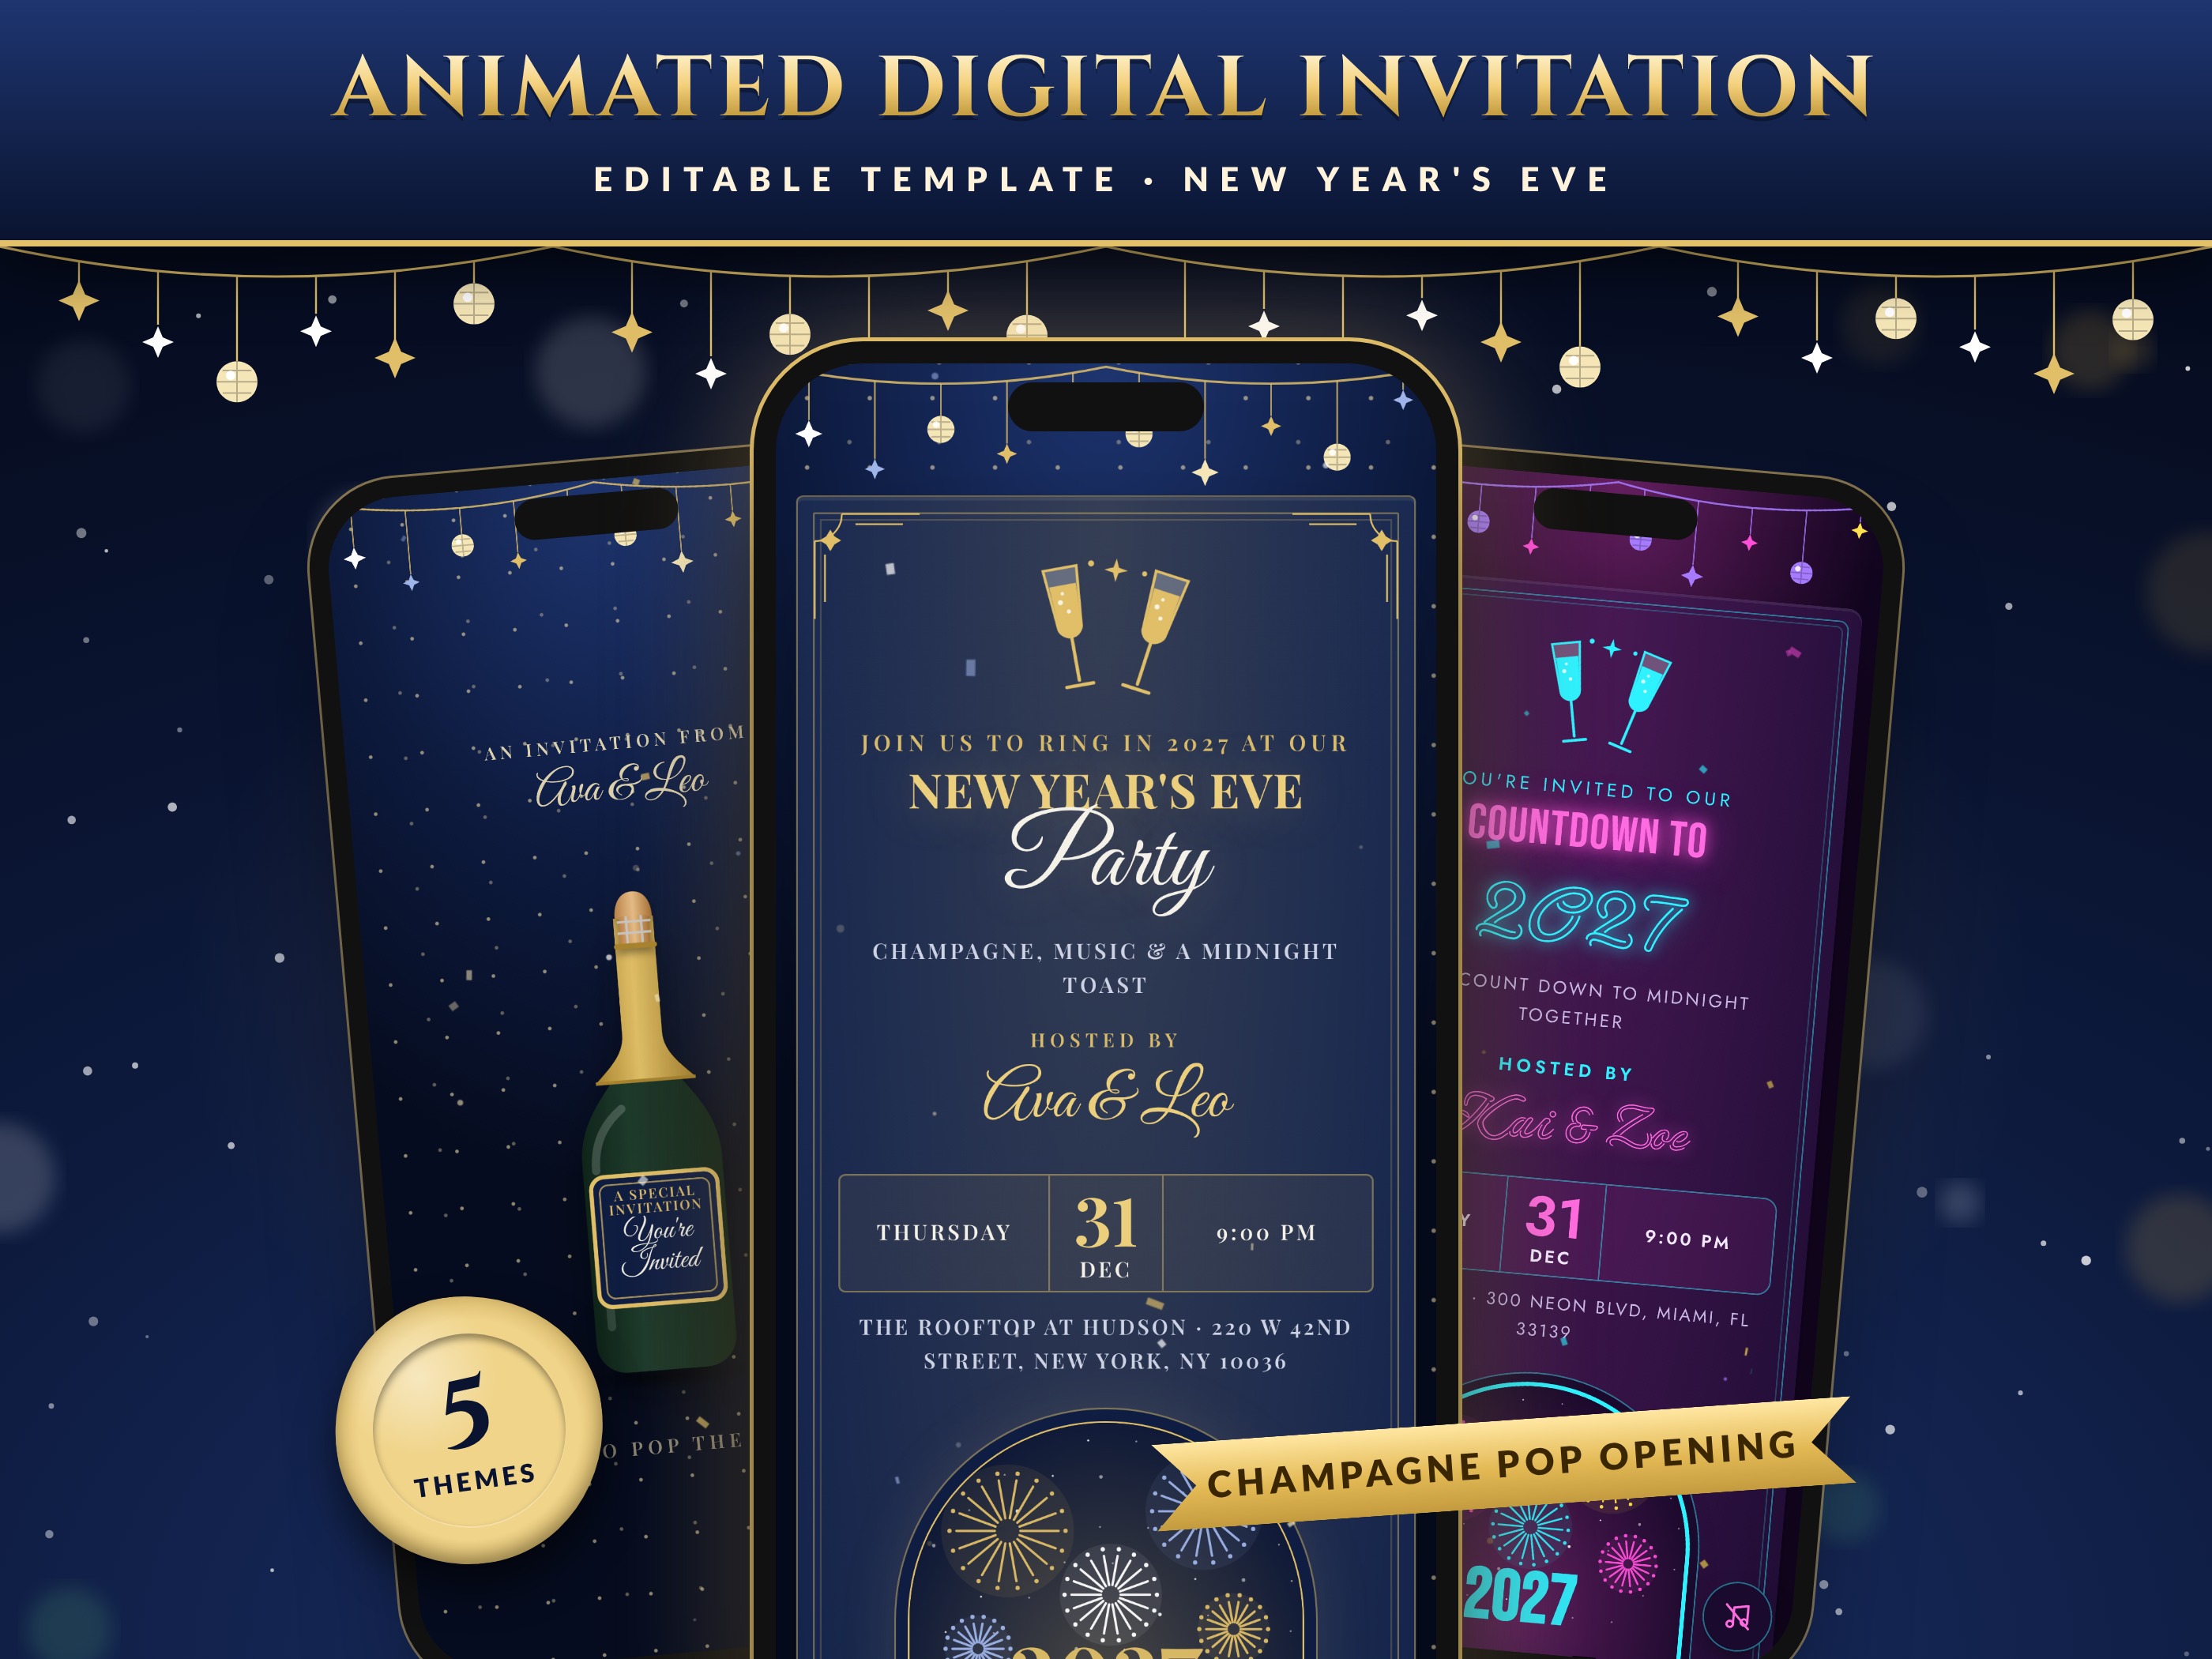 ANIMATED DIGITAL INVITATION
EDITABLE TEMPLATE · NEW YEAR'S EVE
AN INVITATION FROM
Ava & Leo
A SPECIAL
INVITATION
You're
Invited
POP THE
5
THEMES
JOIN US TO RING IN 2027 AT OUR
NEW YEAR'S EVE
Party
CHAMPAGNE, MUSIC & A MIDNIGHT
TOAST
HOSTED BY
Ava & Leo
THURSDAY
31
DEC
9:00 PM
THE ROOFTOP AT HUDSON · 220 W 42ND
STREET, NEW YORK, NY 10036
2027
INVITED TO OUR
COUNTDOWN TO
2027
COUNT DOWN TO MIDNIGHT
TOGETHER
HOSTED BY
Kai & Zoe
31
DEC
9:00 PM
· 300 NEON BLVD, MIAMI, FL
33139
CHAMPAGNE POP OPENING
2027